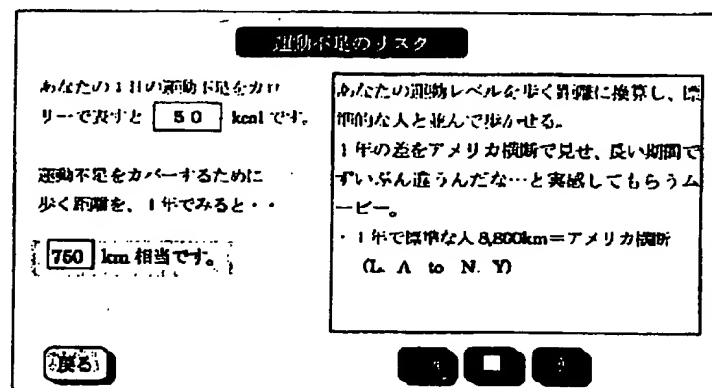 運動不足のリスク
あなたの1日の運動不足をカロ
リーで表すと 50 kcalです。
運動不足をカバーするために
歩く距離を、1年でみると・・
750 km相当です。
戻る
あなたの運動レベルを歩く距離に換算し、標
準的な人と並んで歩かせる。
1年の差をアメリカ横断で見せ、長い期間で
ずいぶん違うんだな…と実感してもらうム
ービー。
・1年で標準な人 8,800km＝アメリカ横断
(L. A to N. Y)